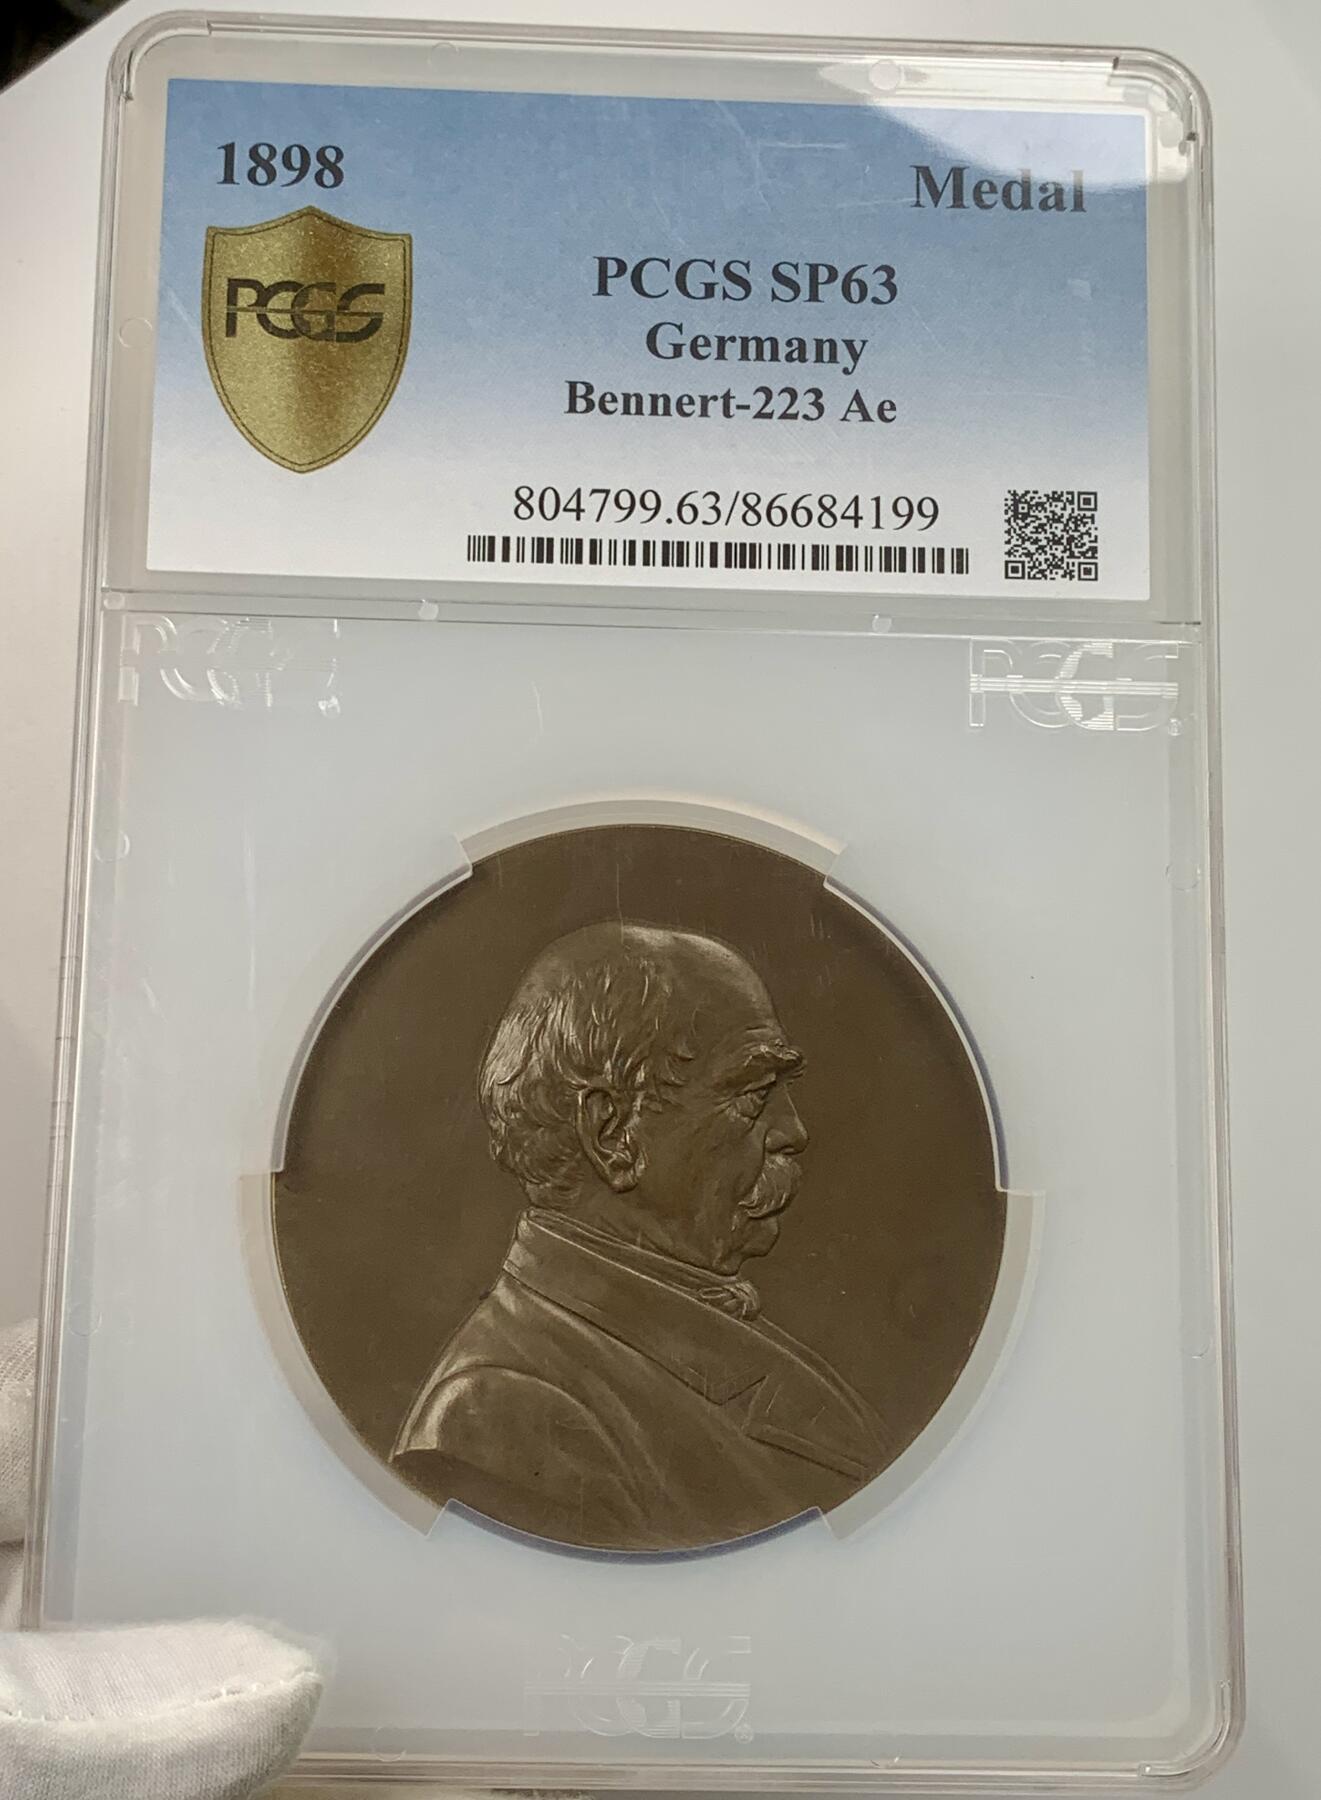 1898
Medal
PCGS
PCGS SP63
Germany
Bennert-223 Ae
804799.63/86684199
PCGS
PCGS
PCGS